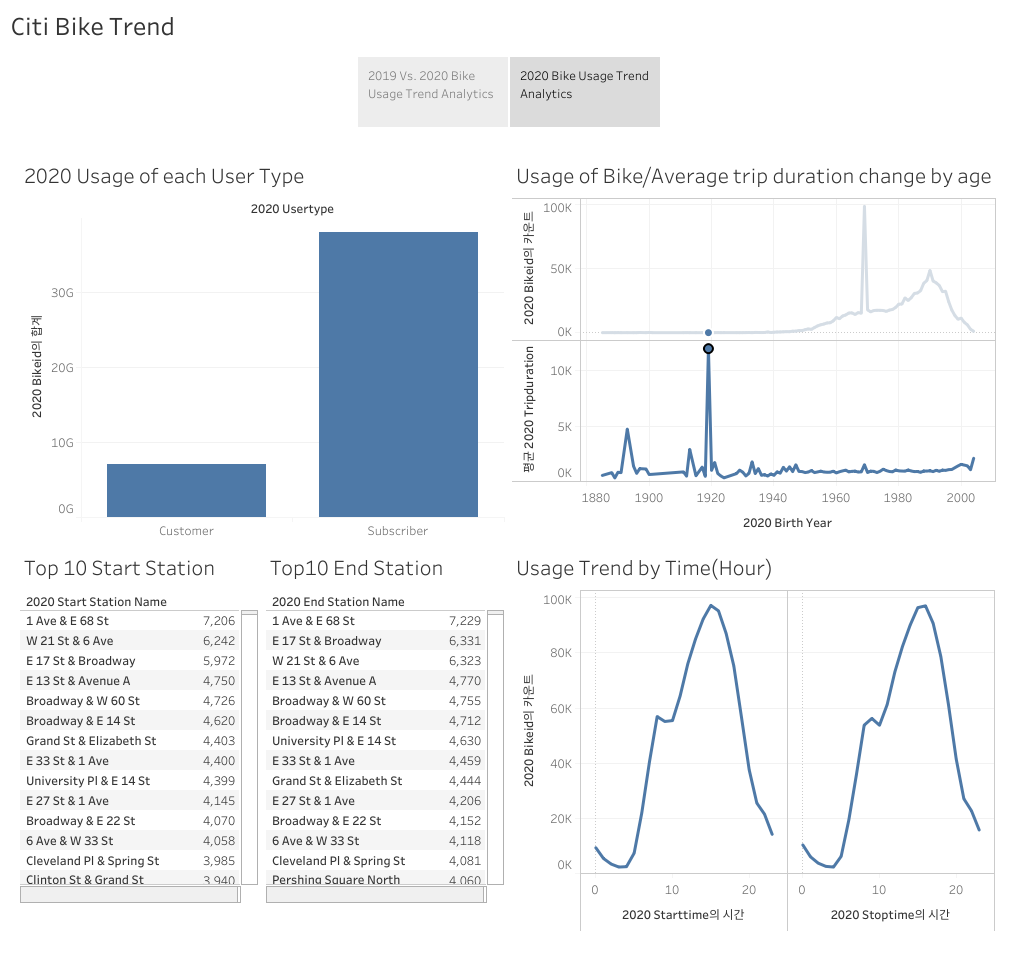 Citi Bike Trend
2019 Vs. 2020 Bike
Usage Trend Analytics
2020 Bike Usage Trend
Analytics
2020 Usage of each User Type
2020 Usertype
2020 Bikeid의 합계
30G
20G
10G
0G
Customer
Subscriber
Usage of Bike/Average trip duration change by age
2020 Bikeid의 카운트
100K
50K
0K
평균 2020 Tripduration
10K
5K
0K
1880
1900
1920
1940
1960
1980
2000
2020 Birth Year
Top 10 Start Station
2020 Start Station Name
1 Ave & E 68 St 7,206
W 21 St & 6 Ave 6,242
E 17 St & Broadway 5,972
E 13 St & Avenue A 4,750
Broadway & W 60 St 4,726
Broadway & E 14 St 4,620
Grand St & Elizabeth St 4,403
E 33 St & 1 Ave 4,400
University Pl & E 14 St 4,399
E 27 St & 1 Ave 4,145
Broadway & E 22 St 4,070
6 Ave & W 33 St 4,058
Cleveland Pl & Spring St 3,985
Clinton St & Grand St 3,940
Top10 End Station
2020 End Station Name
1 Ave & E 68 St 7,229
E 17 St & Broadway 6,331
W 21 St & 6 Ave 6,323
E 13 St & Avenue A 4,770
Broadway & W 60 St 4,755
Broadway & E 14 St 4,712
University Pl & E 14 St 4,630
E 33 St & 1 Ave 4,459
Grand St & Elizabeth St 4,444
E 27 St & 1 Ave 4,206
Broadway & E 22 St 4,152
6 Ave & W 33 St 4,118
Cleveland Pl & Spring St 4,081
Pershing Square North 4,060
Usage Trend by Time(Hour)
2020 Bikeid의 카운트
100K
80K
60K
40K
20K
0K
0
10
20
0
10
20
2020 Starttime의 시간
2020 Stoptime의 시간